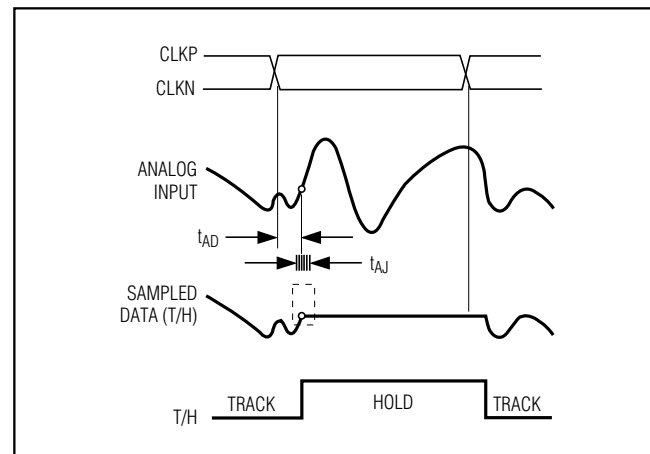 CLKP
CLKN
ANALOG
INPUT
tAD
tAJ
SAMPLED
DATA (T/H)
TRACK
HOLD
TRACK
T/H